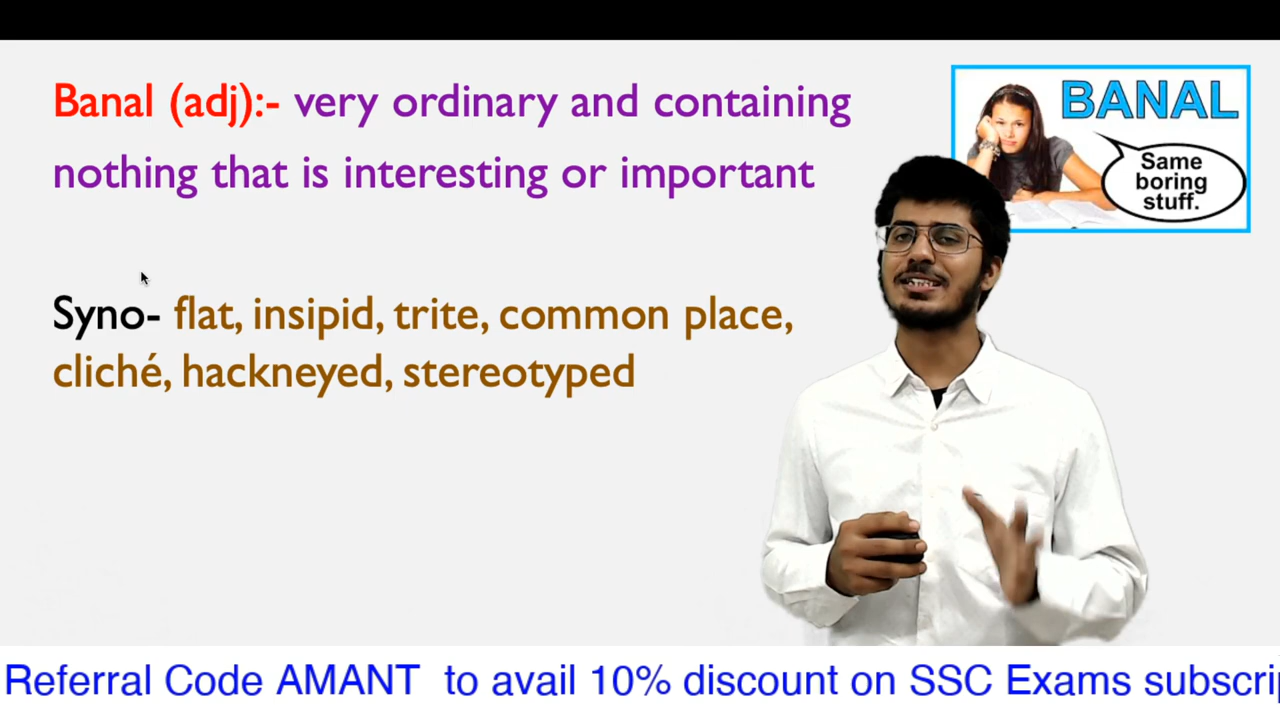 Banal (adj):- very ordinary and containing
nothing that is interesting or important
BANAL
Same
boring
stuff.
Syno- flat, insipid, trite, common place,
cliché, hackneyed, stereotyped
Referral Code AMANT to avail 10% discount on SSC Exams